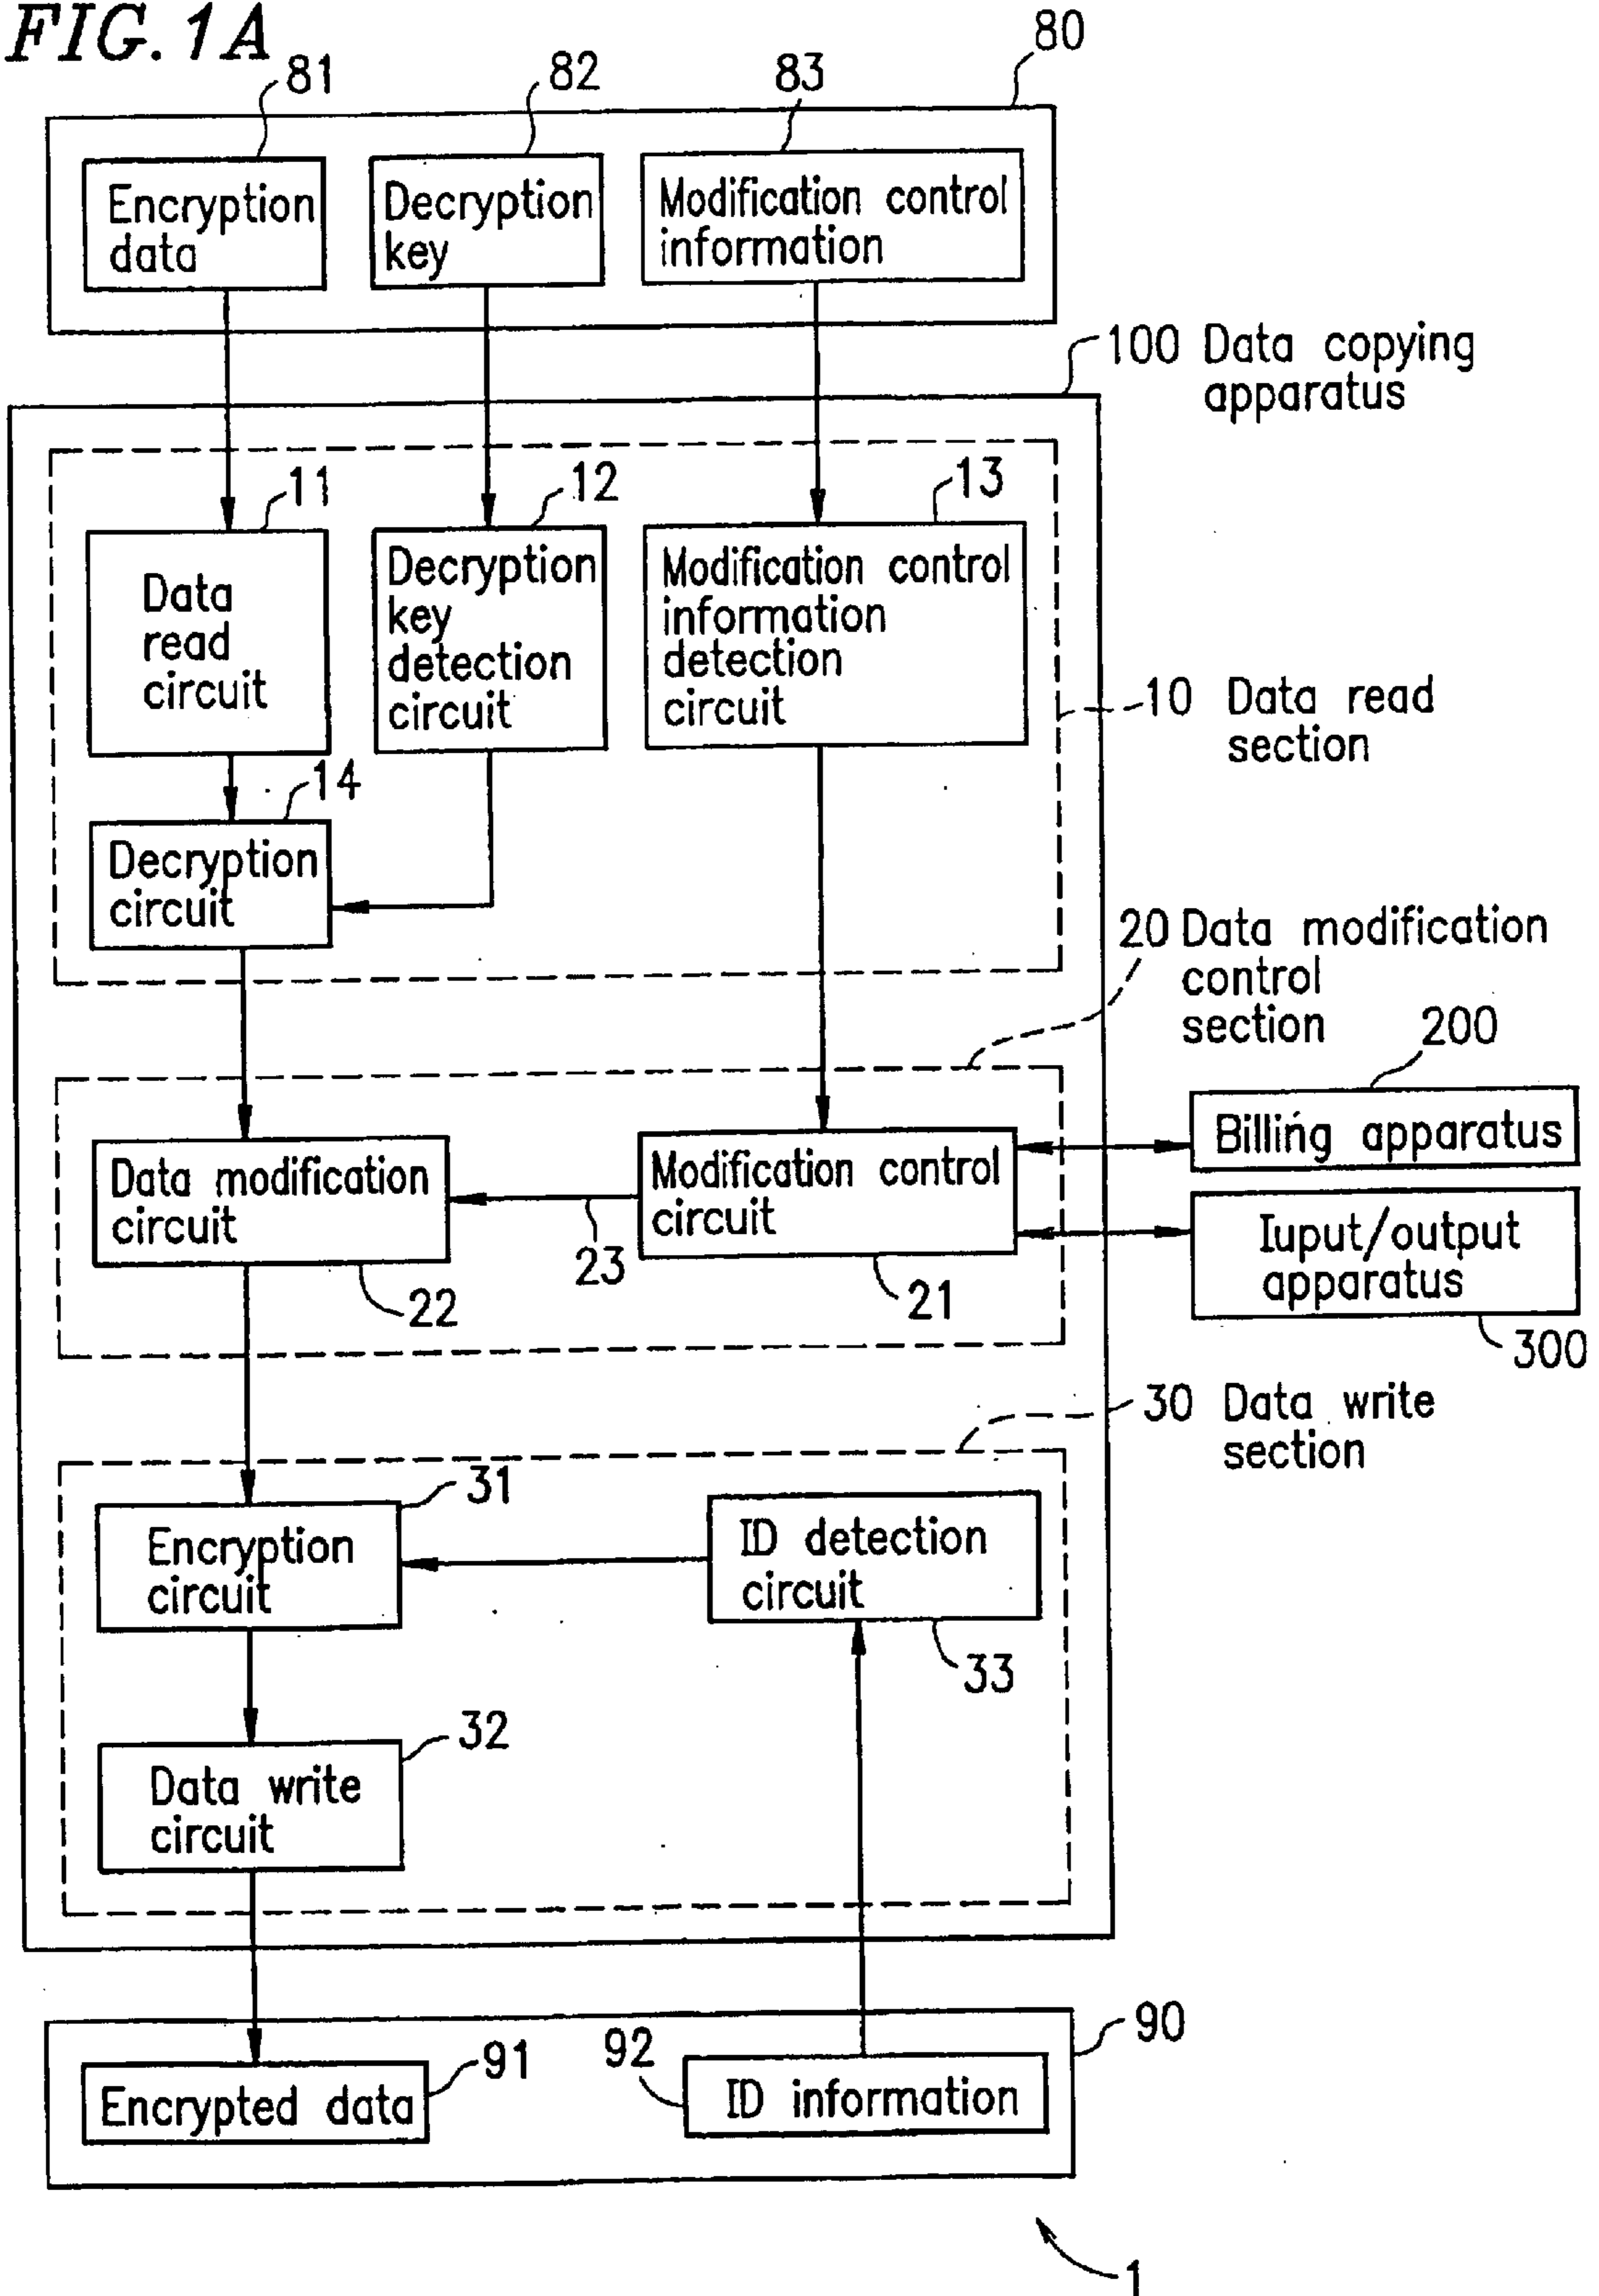 FIG. 1A
80
81
82
83
Encryption
data
Decryption
key
Modification control
information
100 Data copying
apparatus
11
12
13
Data
read
circuit
Decryption
key
detection
circuit
Modification control
information
detection
circuit
10 Data read
section
14
Decryption
circuit
20 Data modification
control
section
200
Billing apparatus
Data modification
circuit
Modification control
circuit
23
22
21
Iuput/output
apparatus
300
30 Data write
section
31
Encryption
circuit
ID detection
circuit
33
32
Data write
circuit
90
91
92
Encrypted data
ID information
1